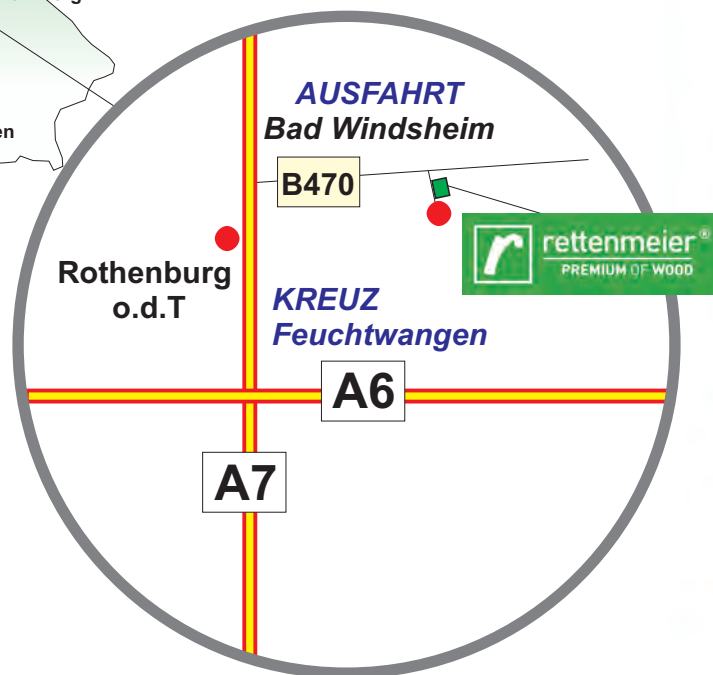 AUSFAHRT
Bad Windsheim
B470
rettenmeier®
PREMIUM OF WOOD
Rothenburg
o.d.T
KREUZ
Feuchtwangen
A6
A7